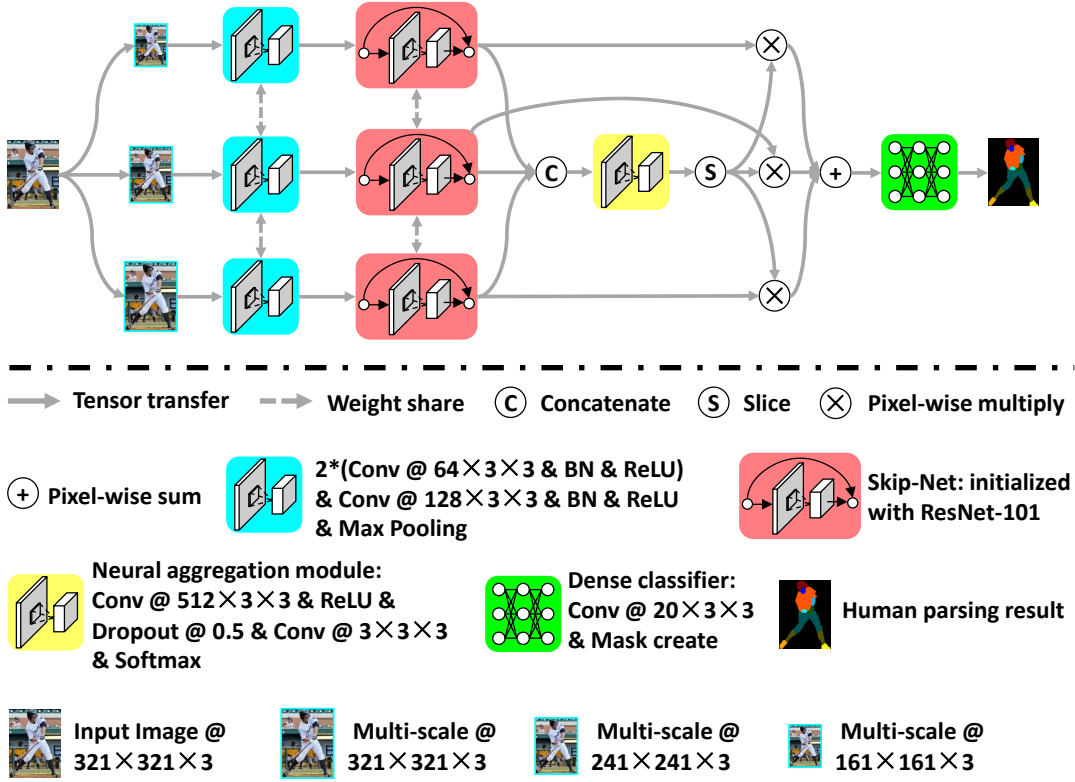 C
S
Tensor transfer
Weight share
C Concatenate
S Slice
Pixel-wise multiply
Pixel-wise sum
2*(Conv @ 64×3×3 & BN & ReLU)
& Conv @ 128×3×3 & BN & ReLU
& Max Pooling
Skip-Net: initialized
with ResNet-101
Neural aggregation module:
Conv @ 512×3×3 & ReLU &
Dropout @ 0.5 & Conv @ 3×3×3
& Softmax
Dense classifier:
Conv @ 20×3×3
& Mask create
Human parsing result
Input Image @
321×321×3
Multi-scale @
321×321×3
Multi-scale @
241×241×3
Multi-scale @
161×161×3